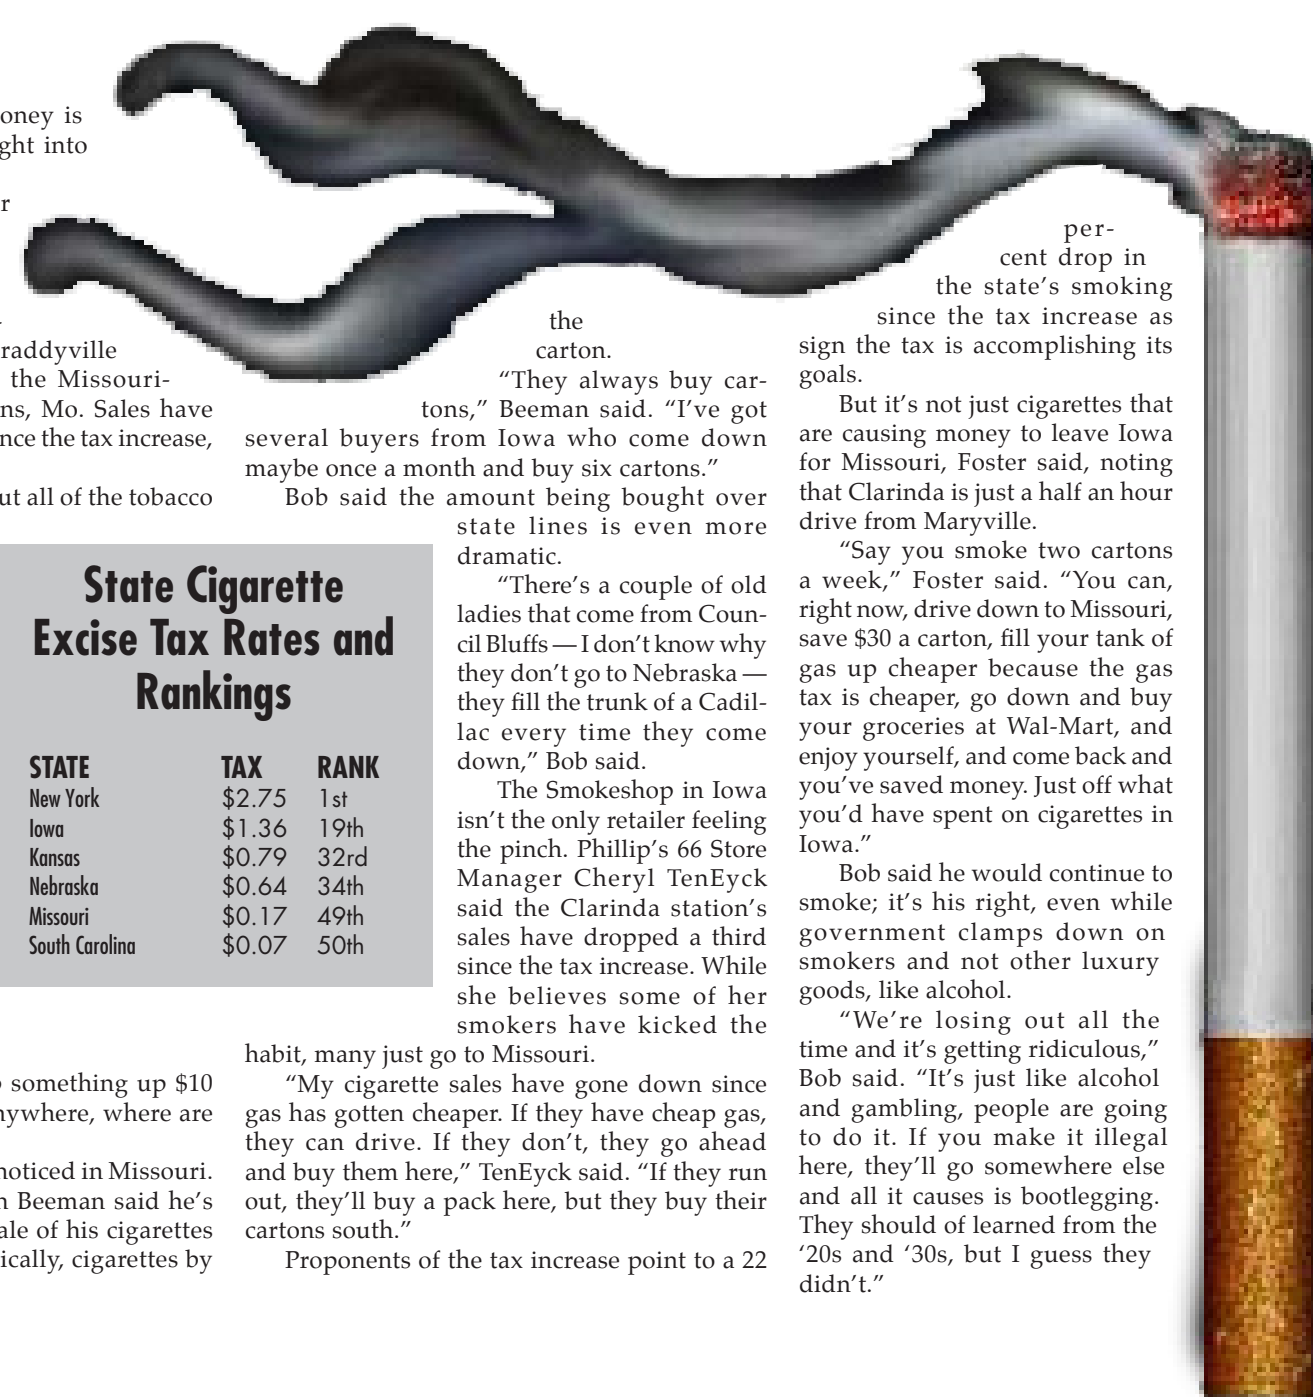 oney is
ght into
r
raddyville
the Missouri-
ns, Mo. Sales have
nce the tax increase,
ut all of the tobacco
State Cigarette
Excise Tax Rates and
Rankings
STATE TAX RANK
New York $2.75 1st
Iowa $1.36 19th
Kansas $0.79 32rd
Nebraska $0.64 34th
Missouri $0.17 49th
South Carolina $0.07 50th
something up $10
nywhere, where are
noticed in Missouri.
n Beeman said he’s
ale of his cigarettes
ically, cigarettes by
the
carton.
“They always buy car-
tons,” Beeman said. “I’ve got
several buyers from Iowa who come down
maybe once a month and buy six cartons.”
Bob said the amount being bought over
state lines is even more
dramatic.
“There’s a couple of old
ladies that come from Coun-
cil Bluffs — I don’t know why
they don’t go to Nebraska —
they fill the trunk of a Cadil-
lac every time they come
down,” Bob said.
The Smokeshop in Iowa
isn’t the only retailer feeling
the pinch. Phillip’s 66 Store
Manager Cheryl TenEyck
said the Clarinda station’s
sales have dropped a third
since the tax increase. While
she believes some of her
smokers have kicked the
habit, many just go to Missouri.
“My cigarette sales have gone down since
gas has gotten cheaper. If they have cheap gas,
they can drive. If they don’t, they go ahead
and buy them here,” TenEyck said. “If they run
out, they’ll buy a pack here, but they buy their
cartons south.”
Proponents of the tax increase point to a 22
per-
cent drop in
the state’s smoking
since the tax increase as
sign the tax is accomplishing its
goals.
But it’s not just cigarettes that
are causing money to leave Iowa
for Missouri, Foster said, noting
that Clarinda is just a half an hour
drive from Maryville.
“Say you smoke two cartons
a week,” Foster said. “You can,
right now, drive down to Missouri,
save $30 a carton, fill your tank of
gas up cheaper because the gas
tax is cheaper, go down and buy
your groceries at Wal-Mart, and
enjoy yourself, and come back and
you’ve saved money. Just off what
you’d have spent on cigarettes in
Iowa.”
Bob said he would continue to
smoke; it’s his right, even while
government clamps down on
smokers and not other luxury
goods, like alcohol.
“We’re losing out all the
time and it’s getting ridiculous,”
Bob said. “It’s just like alcohol
and gambling, people are going
to do it. If you make it illegal
here, they’ll go somewhere else
and all it causes is bootlegging.
They should of learned from the
‘20s and ‘30s, but I guess they
didn’t.”